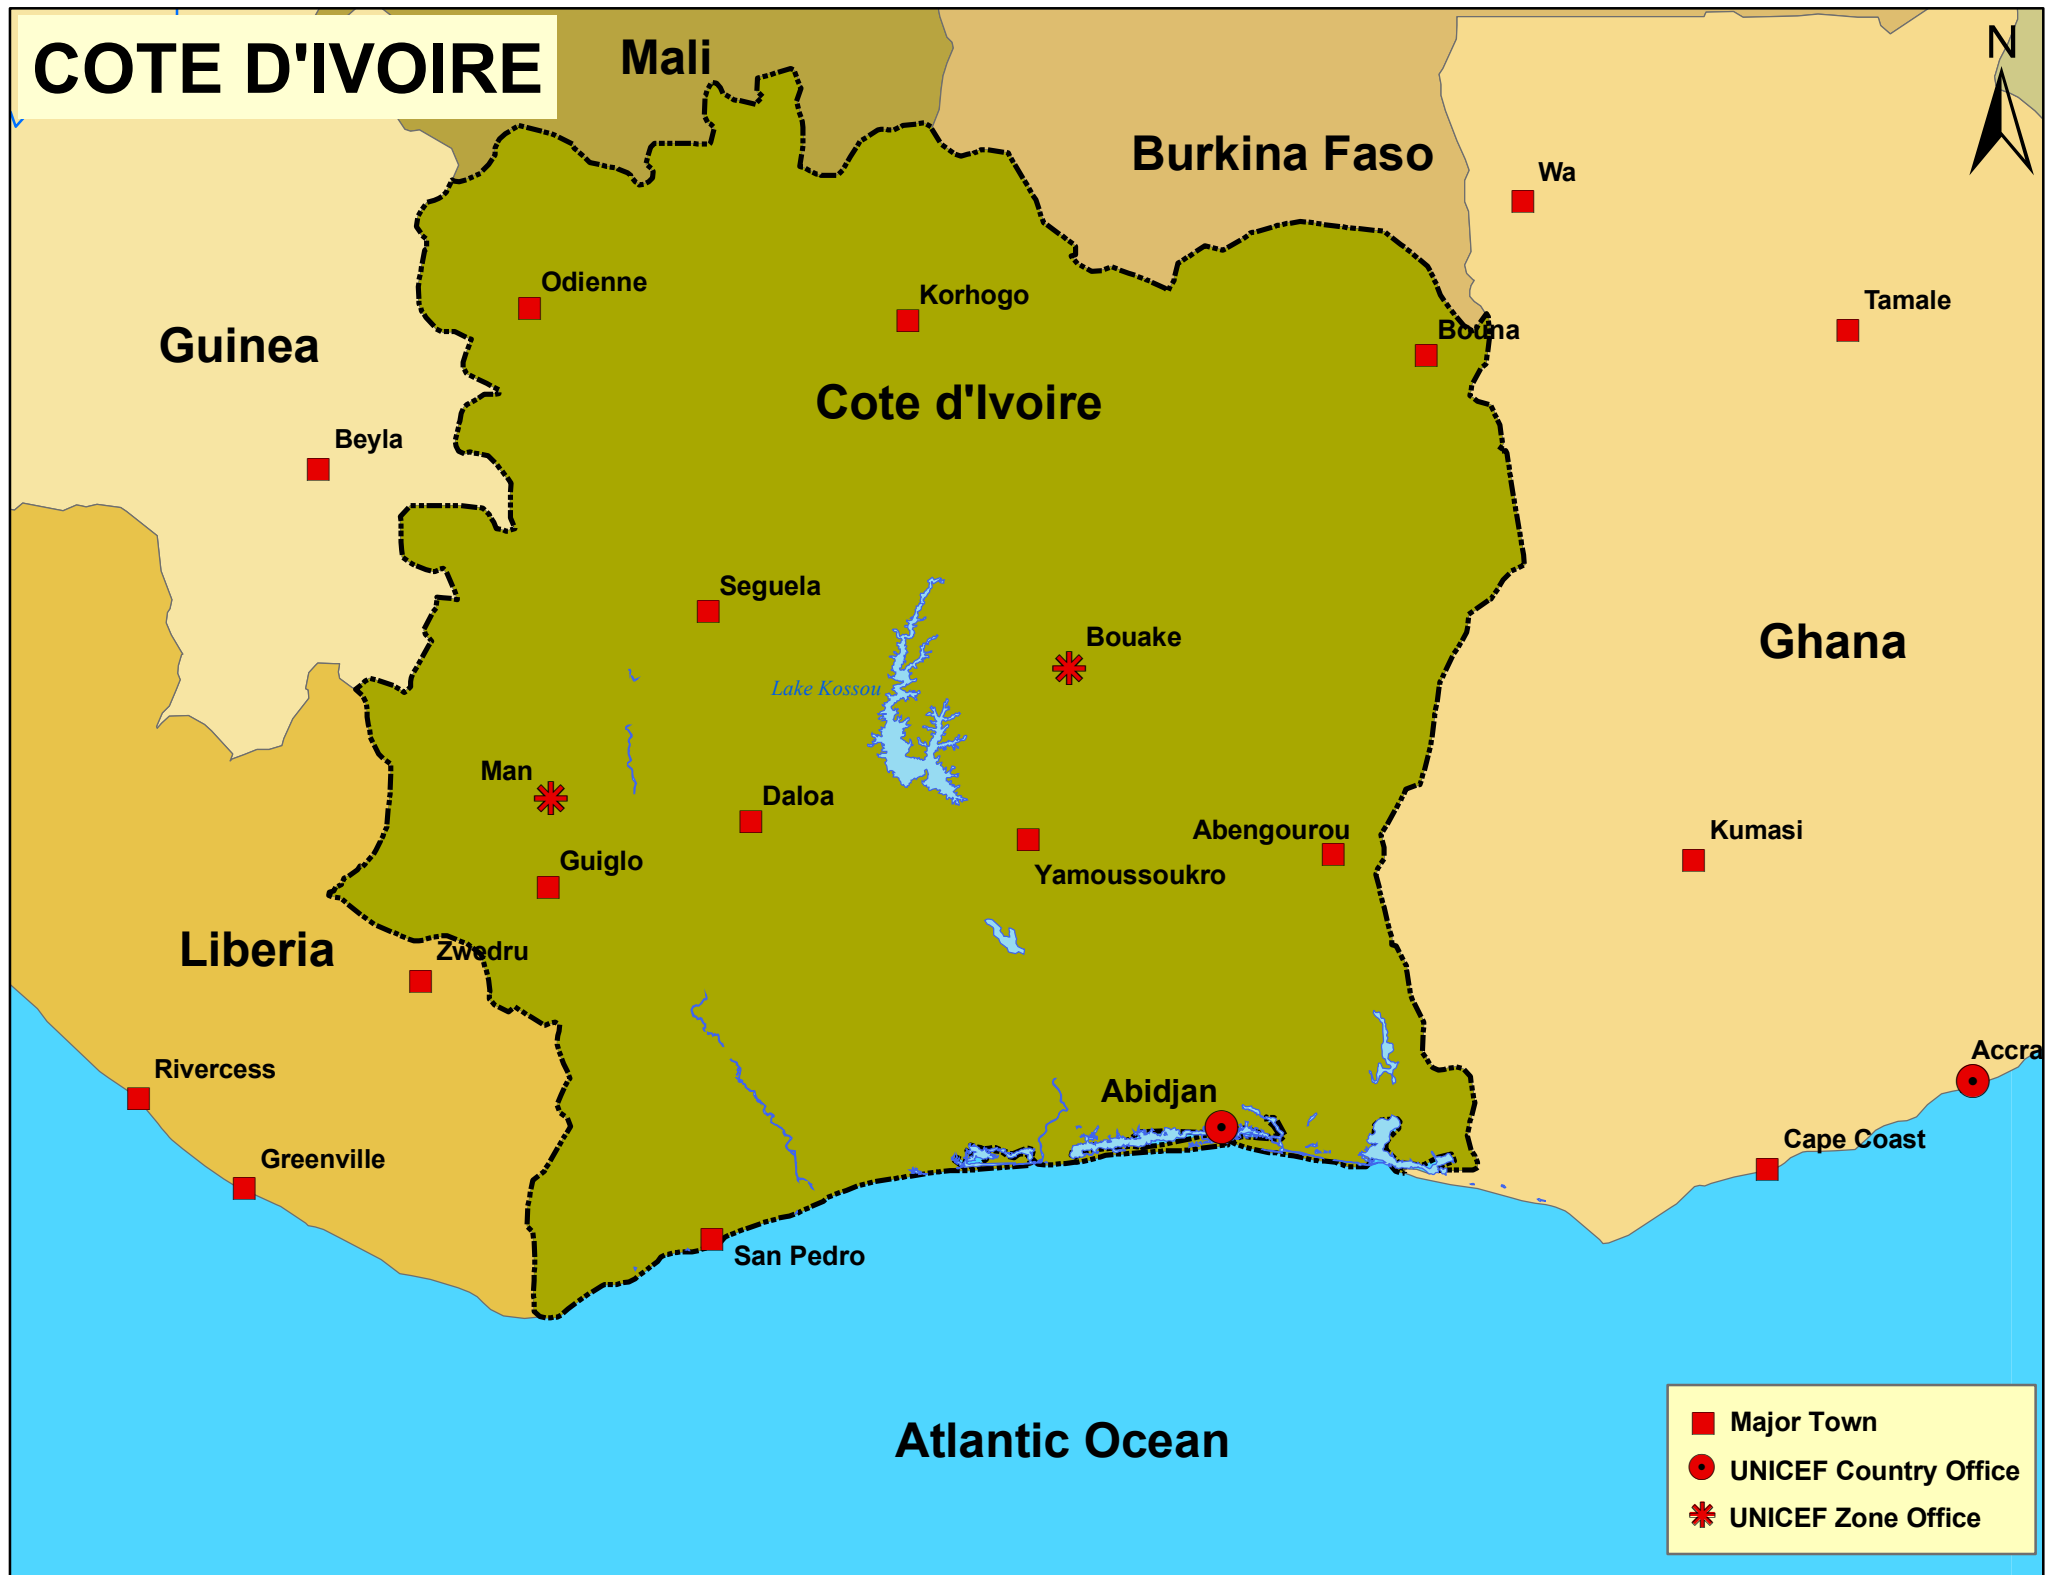 COTE D'IVOIRE
Mali
N
Burkina Faso
Wa
Odienne
Korhogo
Tamale
Bouna
Guinea
Cote d'Ivoire
Beyla
Seguela
Bouake
Ghana
Lake Kossou
Man
Daloa
Abengourou
Kumasi
Guiglo
Yamoussoukro
Liberia
Zwedru
Accra
Rivercess
Abidjan
Cape Coast
Greenville
San Pedro
Atlantic Ocean
Major Town
UNICEF Country Office
UNICEF Zone Office